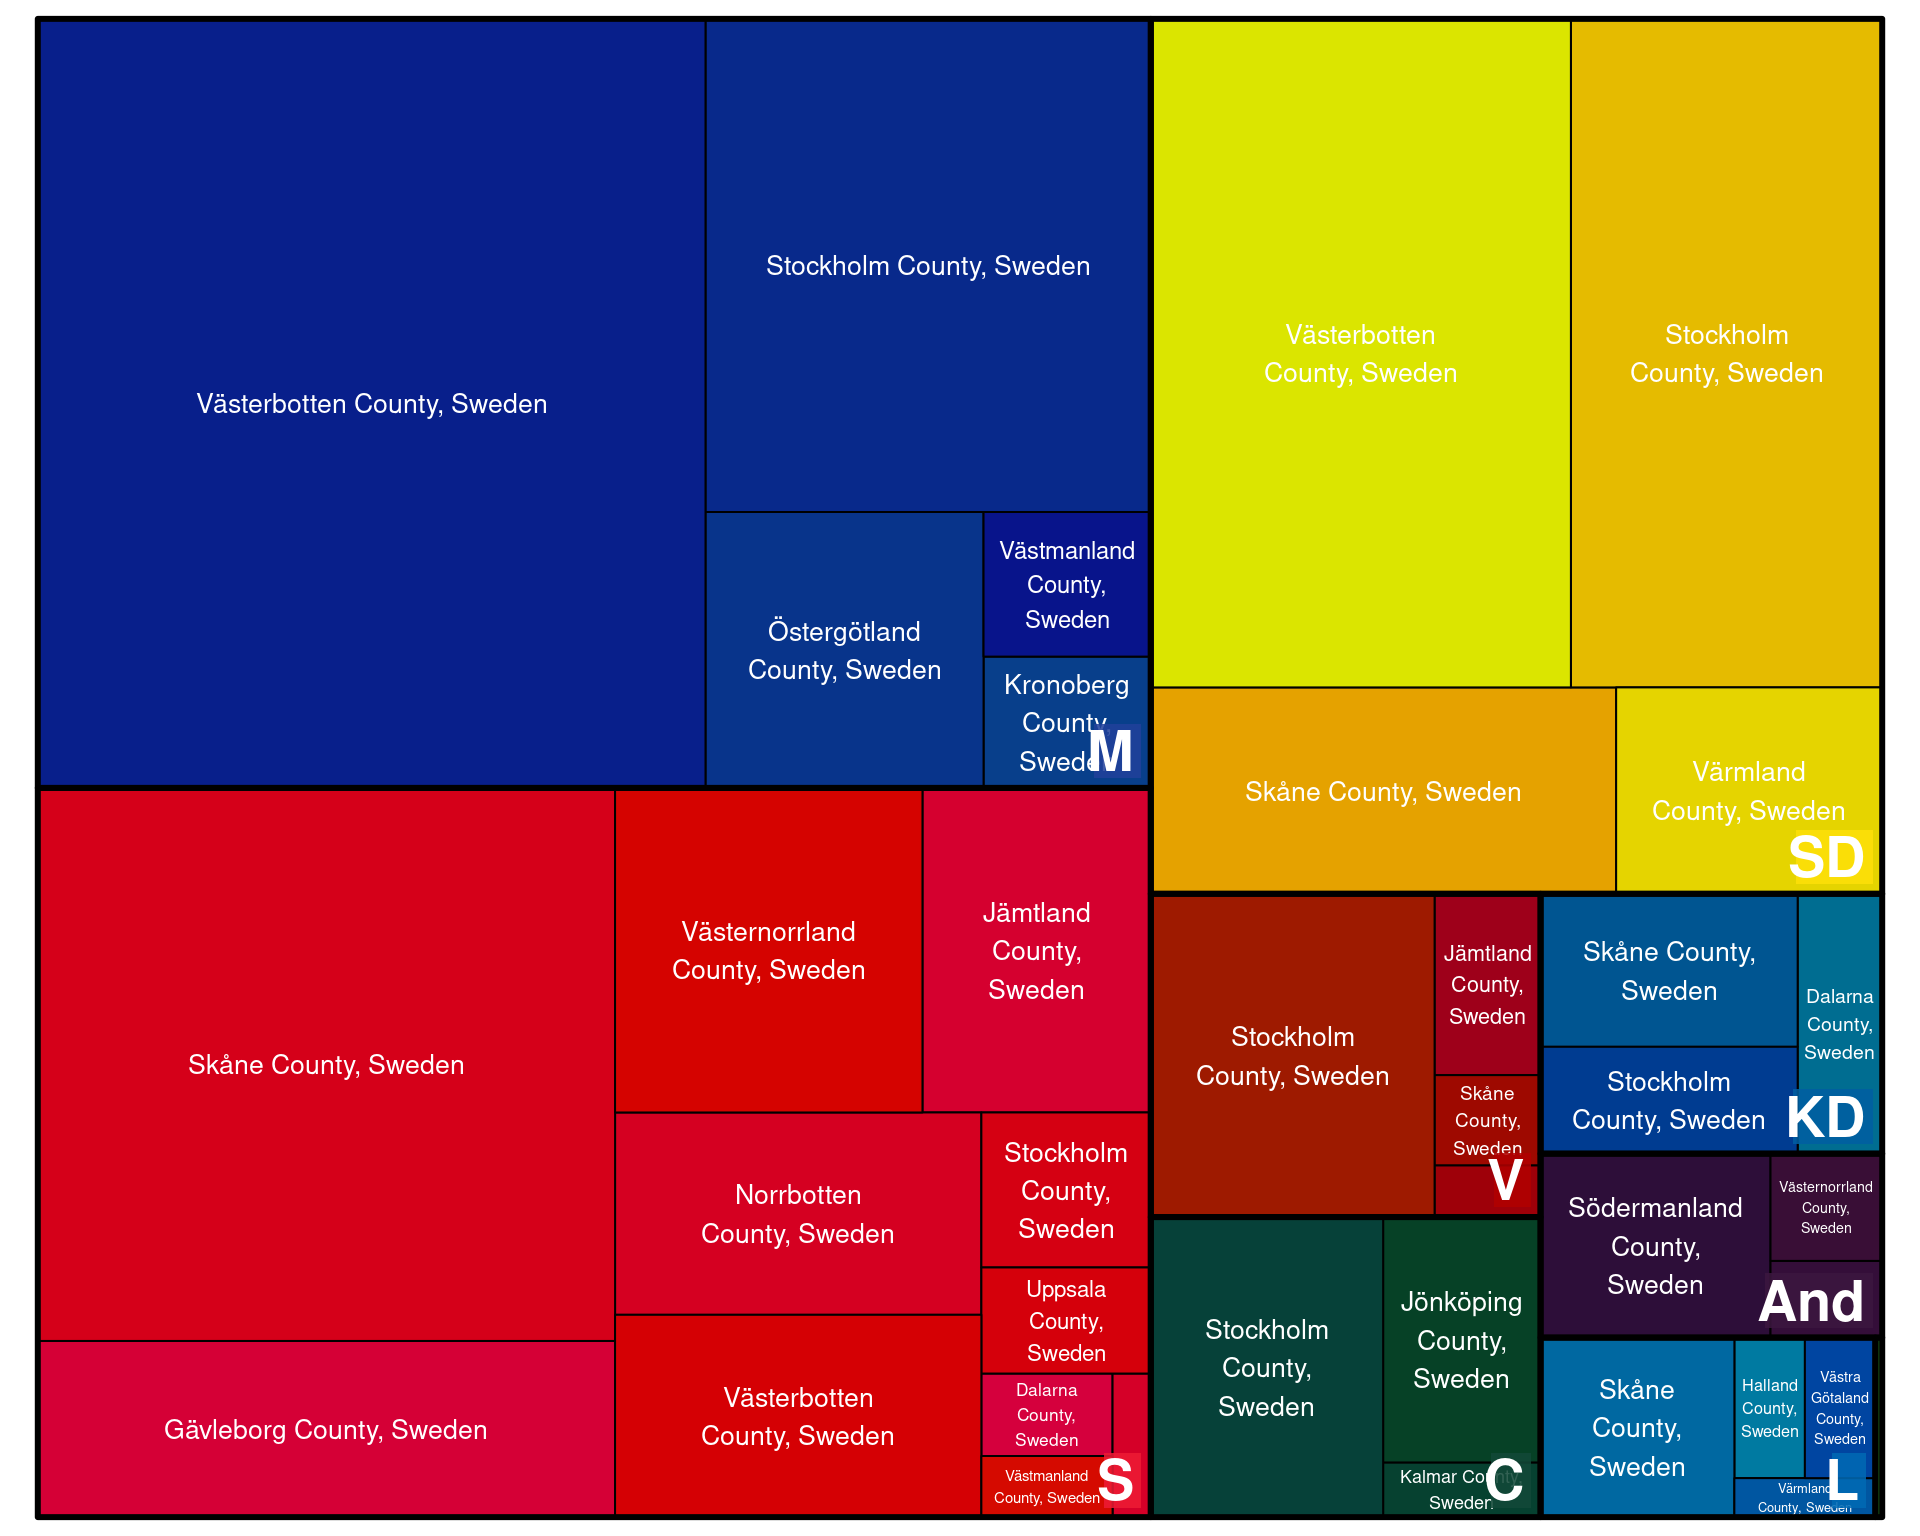 Västerbotten County, Sweden
Stockholm County, Sweden
Östergötland
County, Sweden
Västmanland
County,
Sweden
Kronoberg
County,
Sweden
M
Västerbotten
County, Sweden
Stockholm
County, Sweden
Skåne County, Sweden
Värmland
County, Sweden
SD
Skåne County, Sweden
Gävleborg County, Sweden
Västernorrland
County, Sweden
Jämtland
County,
Sweden
Norrbotten
County, Sweden
Västerbotten
County, Sweden
Stockholm
County,
Sweden
Uppsala
County,
Sweden
Dalarna
County,
Sweden
Västmanland
County, Sweden
S
Stockholm
County, Sweden
Jämtland
County,
Sweden
Skåne
County,
Sweden
V
Skåne County,
Sweden
Stockholm
County, Sweden
Dalarna
County,
Sweden
KD
Södermanland
County,
Sweden
Västernorrland
County,
Sweden
And
Stockholm
County,
Sweden
Jönköping
County,
Sweden
Kalmar County,
Sweden
C
Skåne
County,
Sweden
Halland
County,
Sweden
Västra
Götaland
County,
Sweden
Värmland
County, Sweden
L